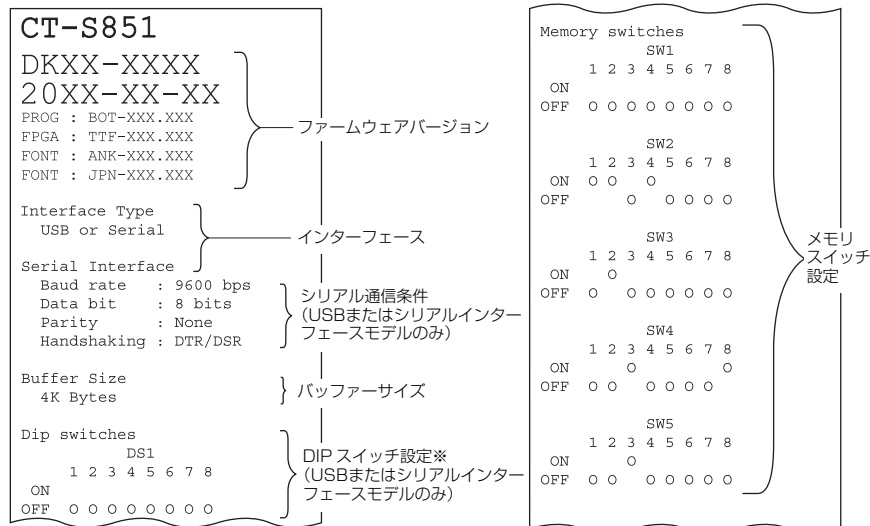 CT-S851
DKXX-XXXX
20XX-XX-XX
PROG : BOT-XXX.XXX
FPGA : TTF-XXX.XXX
FONT : ANK-XXX.XXX
FONT : JPN-XXX.XXX
ファームウェアバージョン
Interface Type
USB or Serial
インターフェース
Serial Interface
Baud rate : 9600 bps
Data bit : 8 bits
Parity : None
Handshaking : DTR/DSR
シリアル通信条件
(USBまたはシリアルインター
フェースモデルのみ)
Buffer Size
4K Bytes
バッファーサイズ
Dip switches
DS1
1 2 3 4 5 6 7 8
ON
OFF O O O O O O O O
DIP スイッチ設定※
(USBまたはシリアルインター
フェースモデルのみ)
Memory switches
SW1
1 2 3 4 5 6 7 8
ON
OFF O O O O O O O O
SW2
1 2 3 4 5 6 7 8
ON O O   O
OFF     O   O O O O
SW3
1 2 3 4 5 6 7 8
ON   O
OFF O   O O O O O O
SW4
1 2 3 4 5 6 7 8
ON     O         O
OFF O O   O O O O
SW5
1 2 3 4 5 6 7 8
ON     O
OFF O O   O O O O O
メモリ
スイッチ
設定